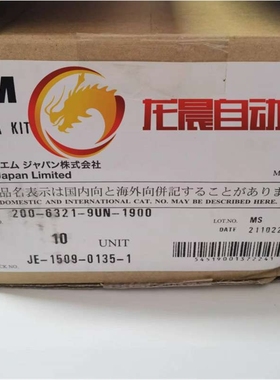 M
KIT
龙晨自动
エム ジャパン株式会社
Japan Limited
品名表示は国内向と海外向併記することがありま
DOMESTIC AND INTERNATIONAL CAT. NO. MAY BE DESCRIBED HERE.
200-6321-9UN-1900
LOT.NO. MS
10 UNIT
DATE 211022
JE-1509-0135-1